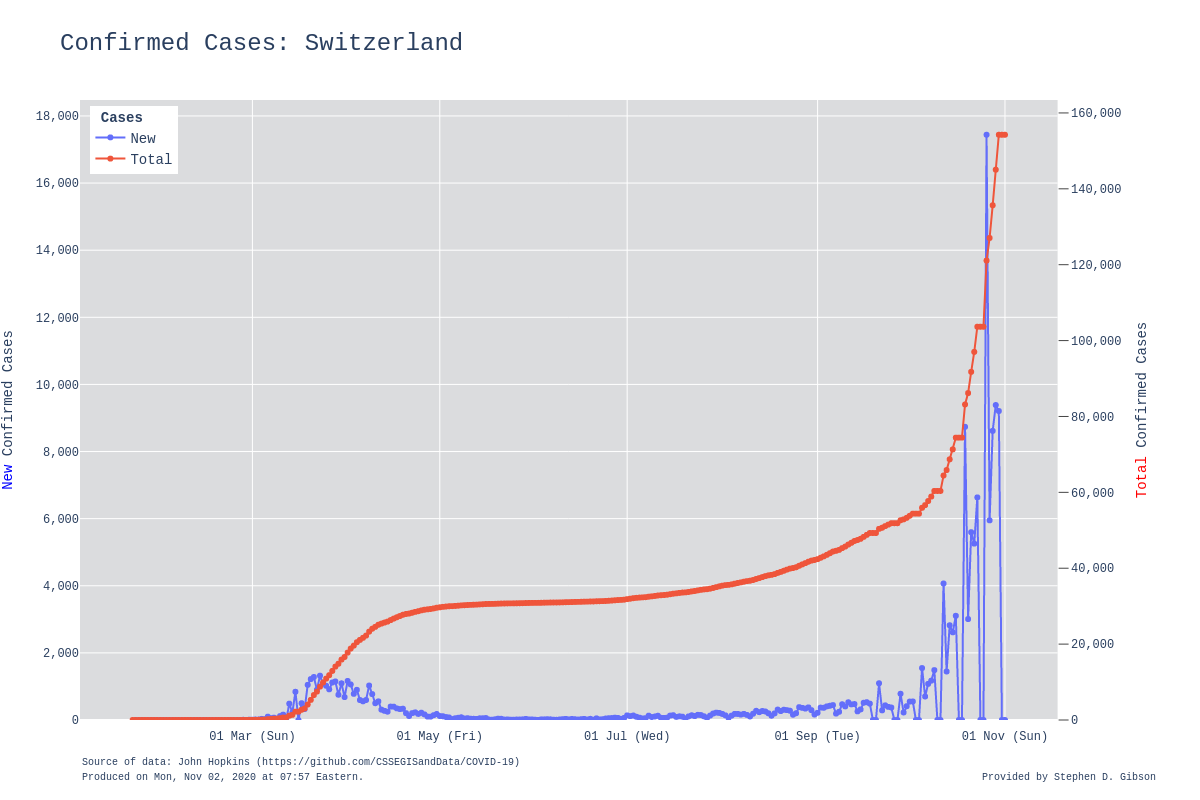 Confirmed Cases: Switzerland
Cases
New
Total
18,000
16,000
14,000
12,000
10,000
8,000
6,000
4,000
2,000
0
New Confirmed Cases
160,000
140,000
120,000
100,000
80,000
60,000
40,000
20,000
0
Total Confirmed Cases
01 Mar (Sun)
01 May (Fri)
01 Jul (Wed)
01 Sep (Tue)
01 Nov (Sun)
Source of data: John Hopkins (https://github.com/CSSEGISandData/COVID-19)
Produced on Mon, Nov 02, 2020 at 07:57 Eastern.
Provided by Stephen D. Gibson